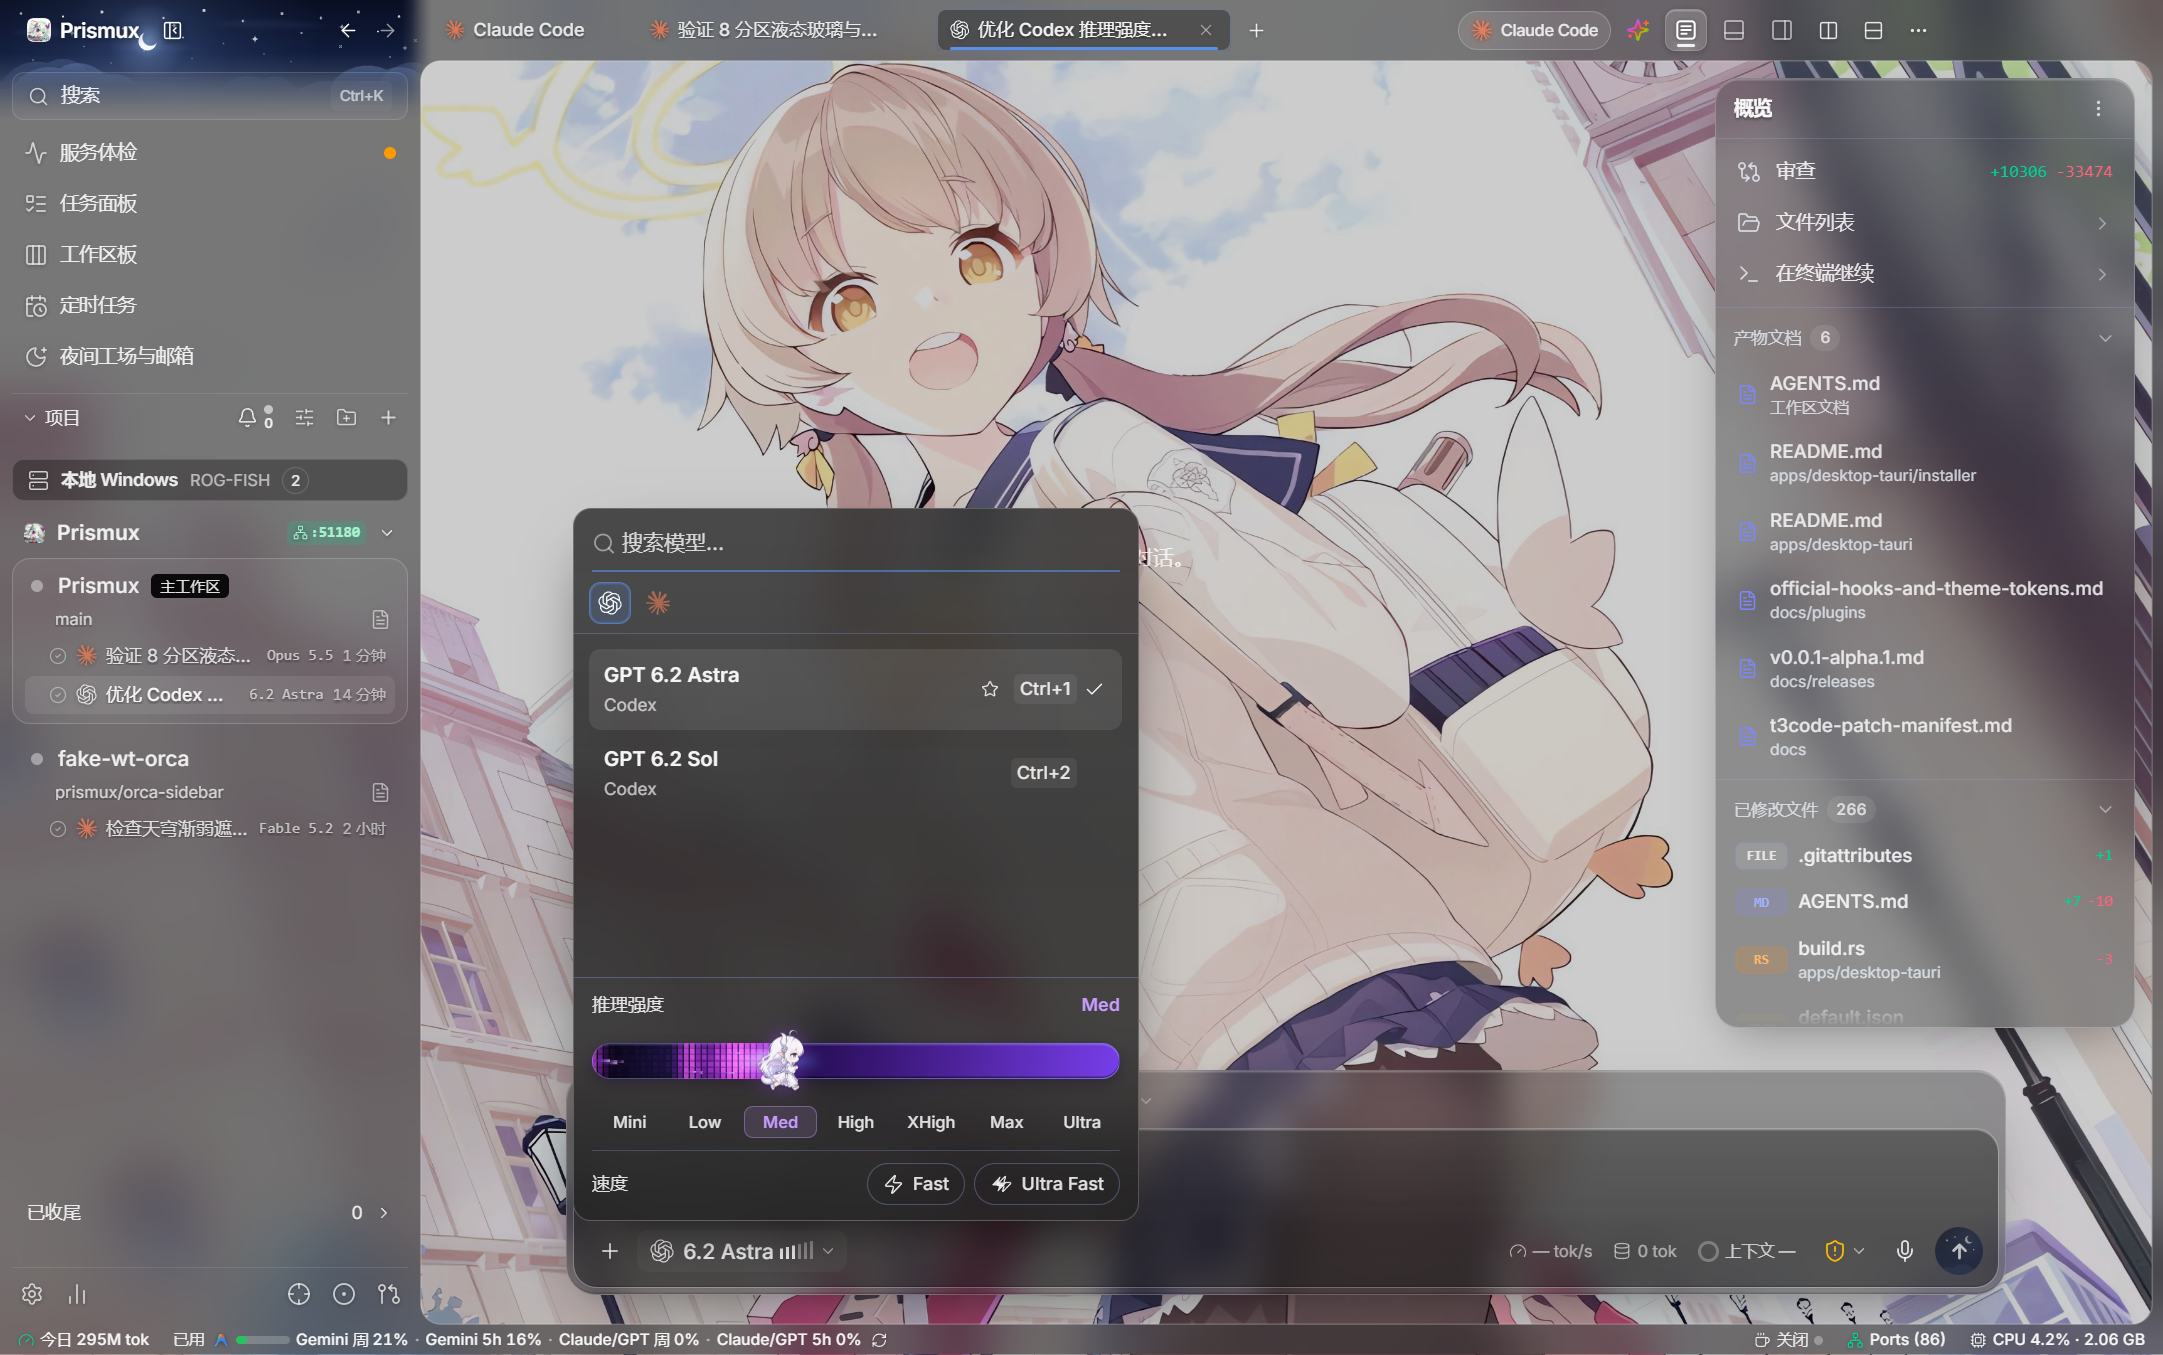 Prismux
搜索
Ctrl+K
服务体检
任务面板
工作区板
定时任务
夜间工场与邮箱
项目
0
本地 Windows ROG-FISH 2
Prismux :51180
Prismux 主工作区
main
验证 8 分区液态... Opus 5.5 1 分钟
优化 Codex ... 6.2 Astra 14 分钟
fake-wt-orca
prismux/orca-sidebar
检查天穹渐弱遮... Fable 5.2 2 小时
已收尾 0
Claude Code
验证 8 分区液态玻璃与...
优化 Codex 推理强度...
Claude Code
对话。
搜索模型...
GPT 6.2 Astra
Codex
Ctrl+1
GPT 6.2 Sol
Codex
Ctrl+2
推理强度 Med
Mini Low Med High XHigh Max Ultra
速度 Fast Ultra Fast
6.2 Astra
— tok/s 0 tok 上下文 —
概览
审查 +10306 -33474
文件列表
在终端继续
产物文档 6
AGENTS.md
工作区文档
README.md
apps/desktop-tauri/installer
README.md
apps/desktop-tauri
official-hooks-and-theme-tokens.md
docs/plugins
v0.0.1-alpha.1.md
docs/releases
t3code-patch-manifest.md
docs
已修改文件 266
FILE .gitattributes +1
MD AGENTS.md +7 -10
RS build.rs -3
apps/desktop-tauri
default.json
今日 295M tok 已用 Gemini 周 21% · Gemini 5h 16% · Claude/GPT 周 0% · Claude/GPT 5h 0%
关闭 Ports (86) CPU 4.2% · 2.06 GB